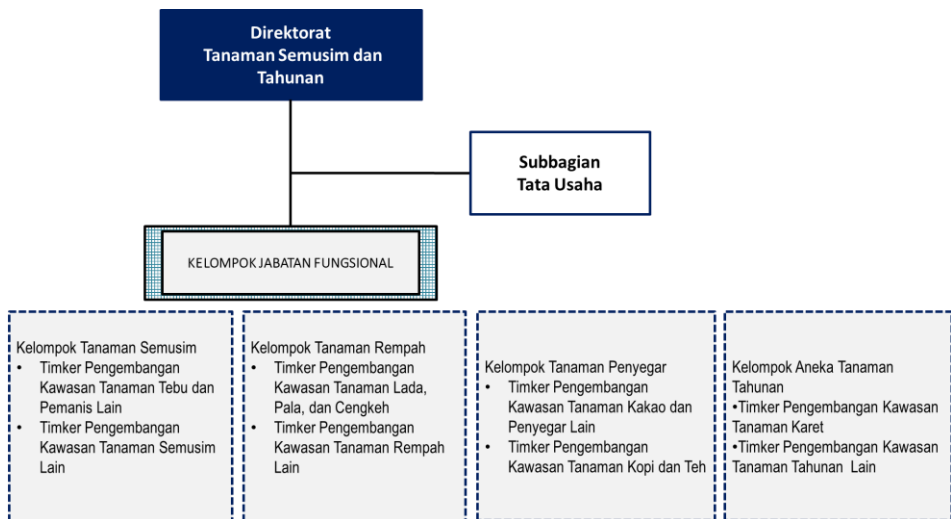 Direktorat
Tanaman Semusim dan
Tahunan
Subbagian
Tata Usaha
KELOMPOK JABATAN FUNGSIONAL
Kelompok Tanaman Semusim
• Timker Pengembangan
Kawasan Tanaman Tebu dan
Pemanis Lain
• Timker Pengembangan
Kawasan Tanaman Semusim
Lain
Kelompok Tanaman Rempah
• Timker Pengembangan
Kawasan Tanaman Lada,
Pala, dan Cengkeh
• Timker Pengembangan
Kawasan Tanaman Rempah
Lain
Kelompok Tanaman Penyegar
• Timker Pengembangan
Kawasan Tanaman Kakao dan
Penyegar Lain
• Timker Pengembangan
Kawasan Tanaman Kopi dan Teh
Kelompok Aneka Tanaman
Tahunan
•Timker Pengembangan Kawasan
Tanaman Karet
•Timker Pengembangan Kawasan
Tanaman Tahunan Lain